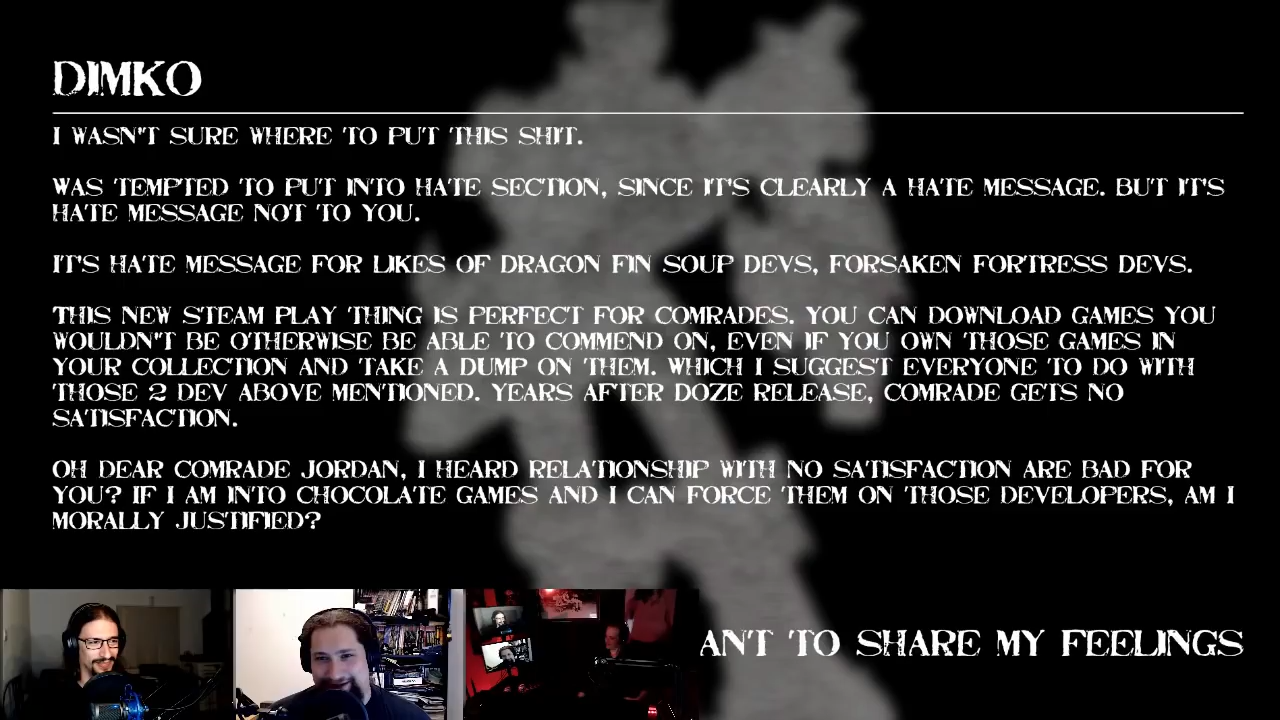 DIMKO
I WASN'T SURE WHERE TO PUT THIS SHIT.
WAS TEMPTED TO PUT INTO HATE SECTION, SINCE IT'S CLEARLY A HATE MESSAGE. BUT IT'S
HATE MESSAGE NOT TO YOU.
IT'S HATE MESSAGE FOR LIKES OF DRAGON FIN SOUP DEVS, FORSAKEN FORTRESS DEVS.
THIS NEW STEAM PLAY THING IS PERFECT FOR COMRADES. YOU CAN DOWNLOAD GAMES YOU
WOULDN'T BE OTHERWISE BE ABLE TO COMMEND ON, EVEN IF YOU OWN THOSE GAMES IN
YOUR COLLECTION AND TAKE A DUMP ON THEM. WHICH I SUGGEST EVERYONE TO DO WITH
THOSE 2 DEV ABOVE MENTIONED. YEARS AFTER DOZE RELEASE, COMRADE GETS NO
SATISFACTION.
OH DEAR COMRADE JORDAN, I HEARD RELATIONSHIP WITH NO SATISFACTION ARE BAD FOR
YOU? IF I AM INTO CHOCOLATE GAMES AND I CAN FORCE THEM ON THOSE DEVELOPERS, AM I
MORALLY JUSTIFIED?
ANT TO SHARE MY FEELINGS